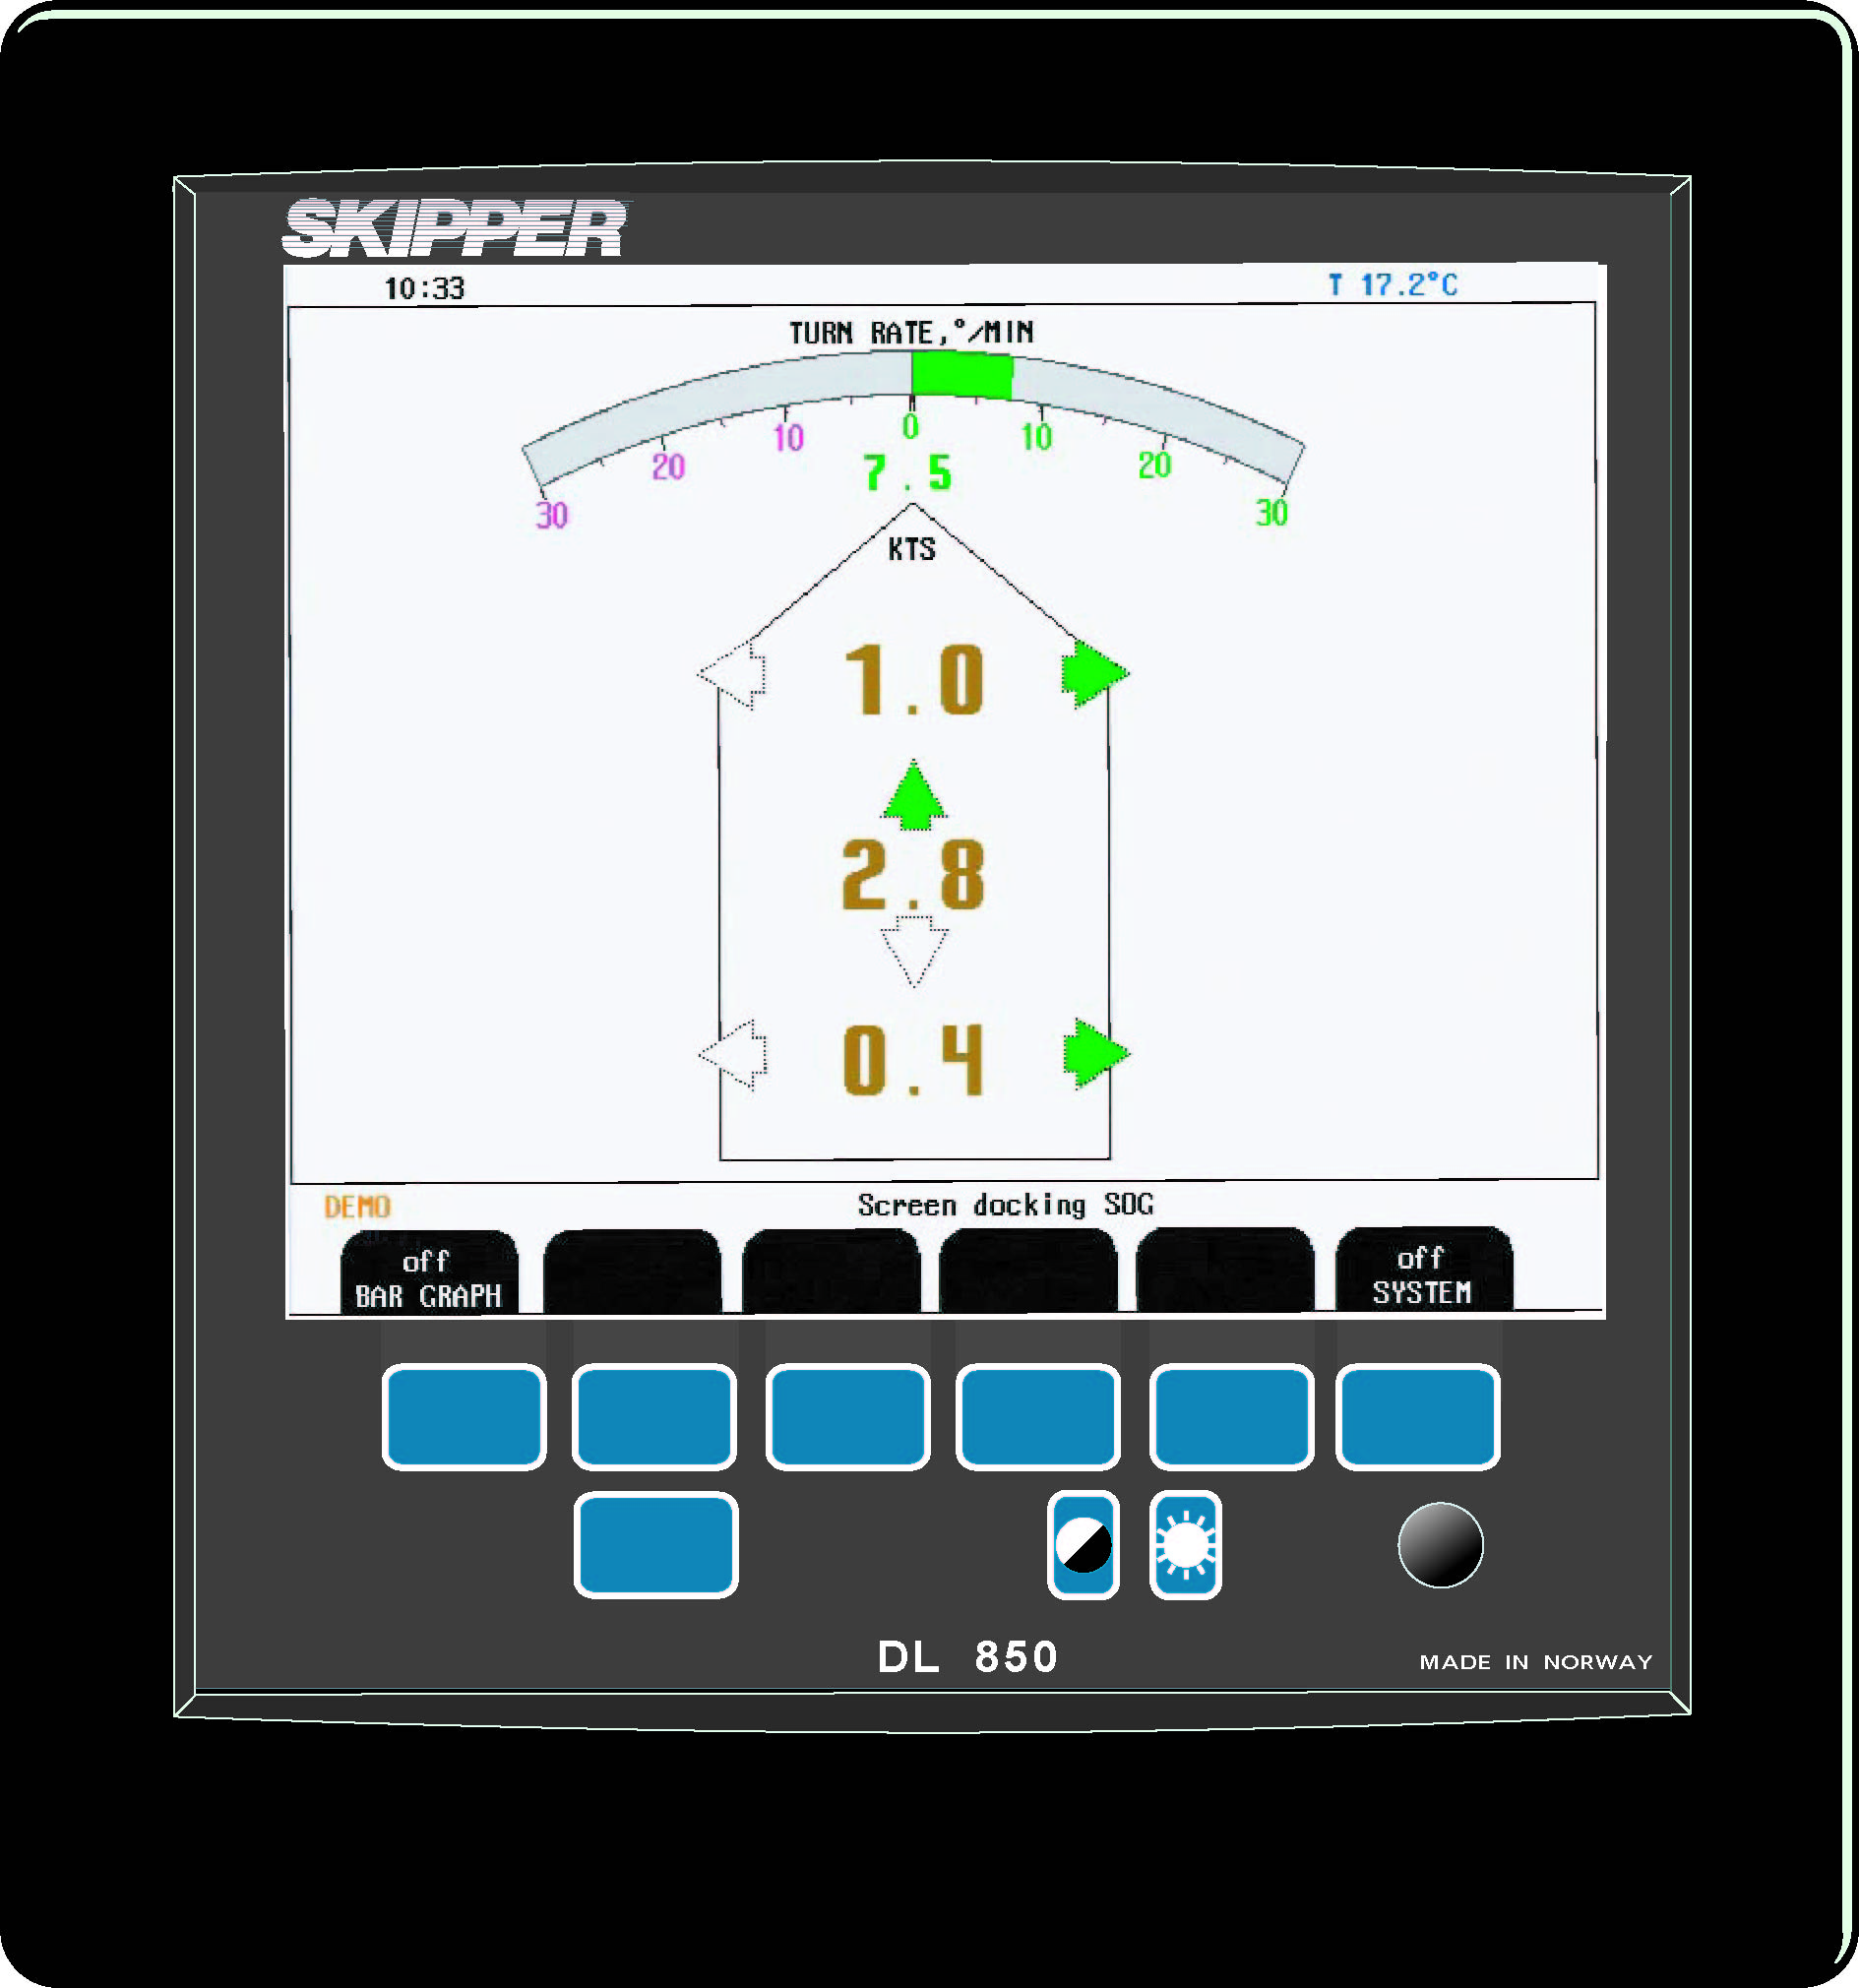 SKIPPER
10:33 T 17.2°C
TURN RATE,°/MIN
30 20 10 0 10 20 30
7.5
KTS
1.0
2.8
0.4
DEMO Screen docking SOG
off
BAR GRAPH
off
SYSTEM
DL 850
MADE IN NORWAY